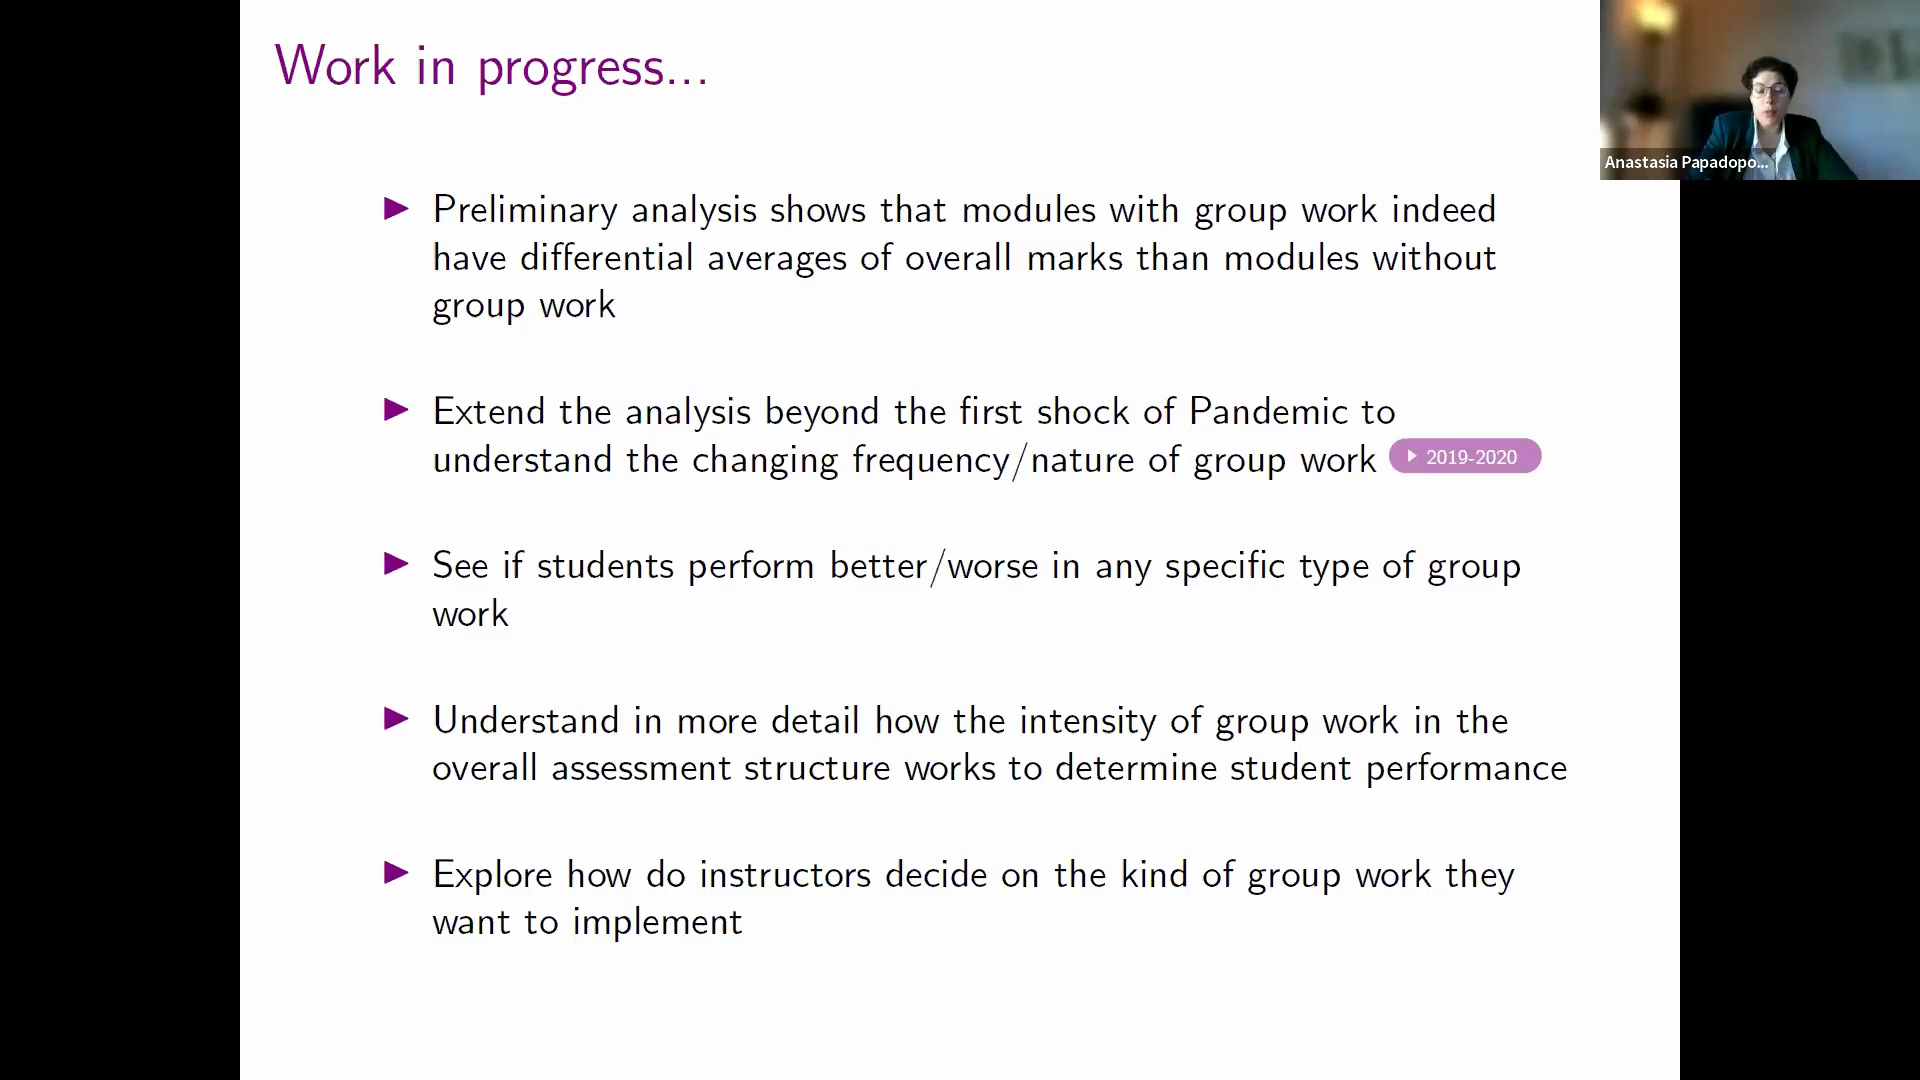 Work in progress...
Anastasia Papadopo...
Preliminary analysis shows that modules with group work indeed
have differential averages of overall marks than modules without
group work
Extend the analysis beyond the first shock of Pandemic to
understand the changing frequency/nature of group work
2019-2020
See if students perform better/worse in any specific type of group
work
Understand in more detail how the intensity of group work in the
overall assessment structure works to determine student performance
Explore how do instructors decide on the kind of group work they
want to implement